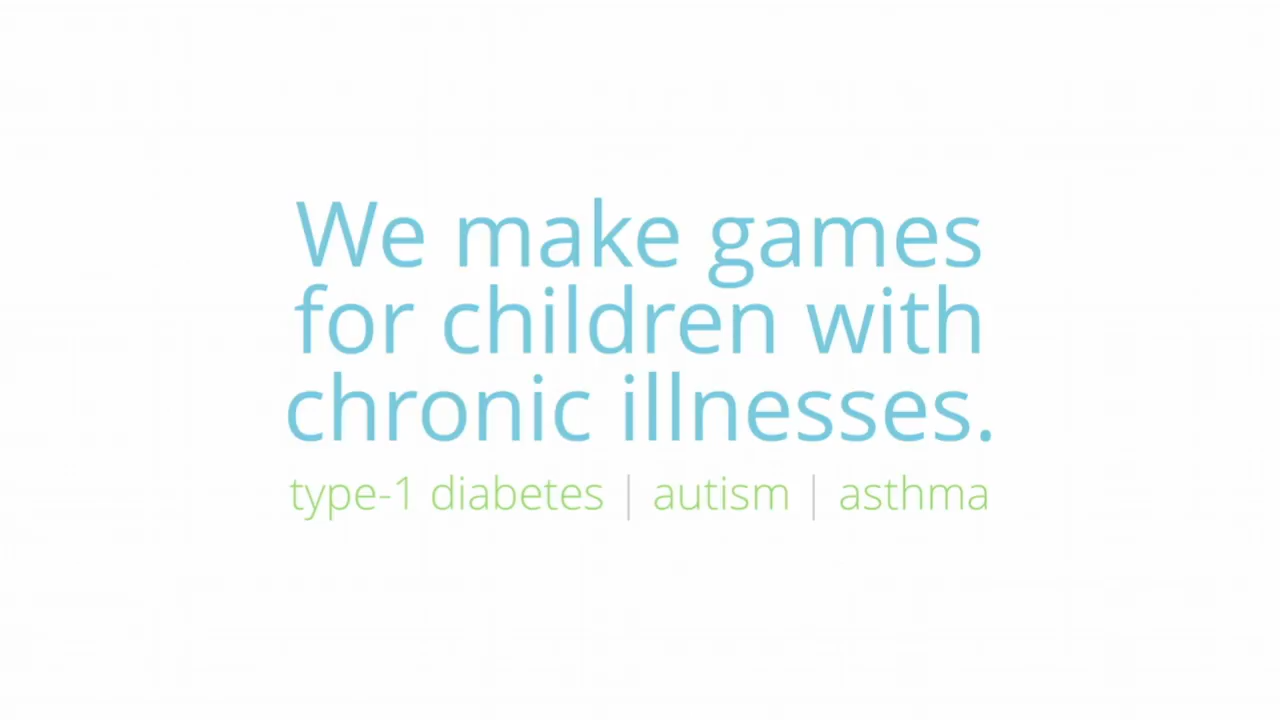 We make games
for children with
chronic illnesses.
type-1 diabetes | autism | asthma